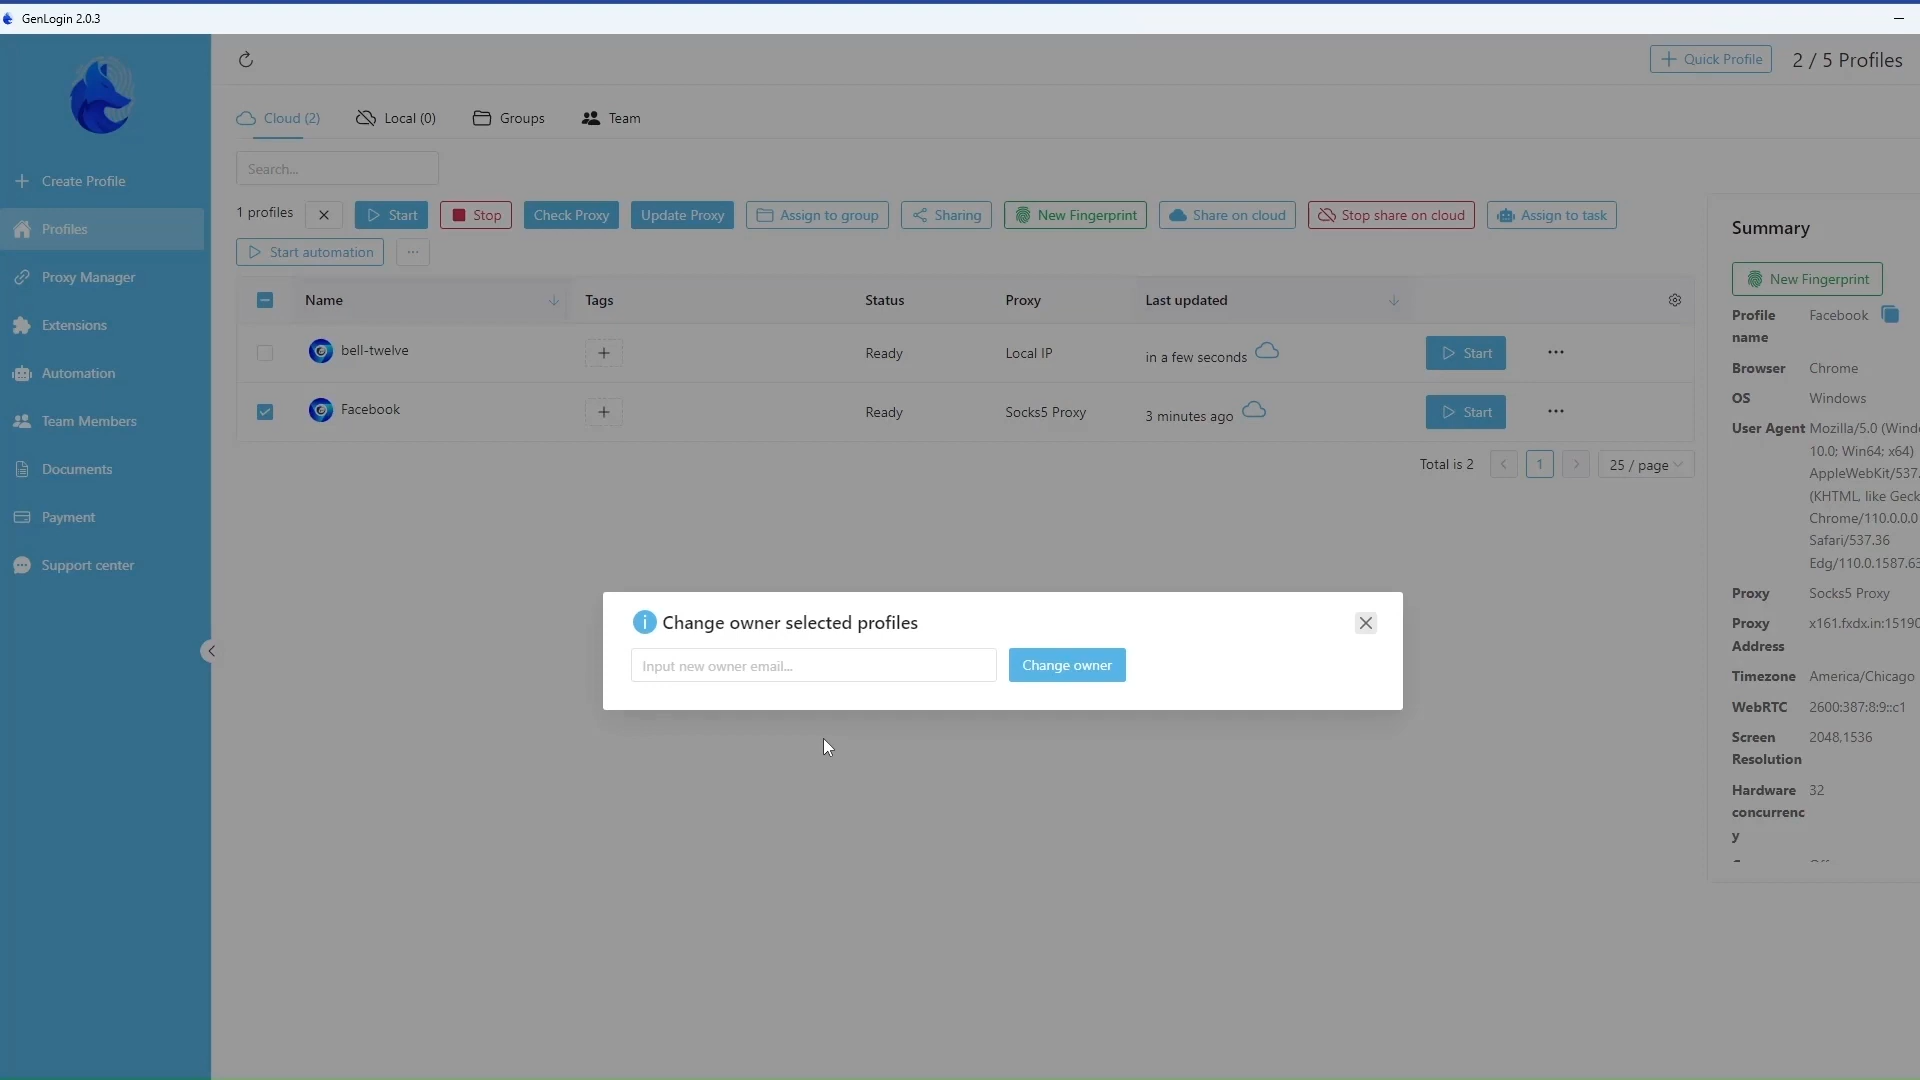 GenLogin 2.0.3
Quick Profile
2 / 5 Profiles
Cloud (2)
Local (0)
Groups
Team
Search...
Create Profile
Profiles
Proxy Manager
Extensions
Automation
Team Members
Documents
Payment
Support center
1 profiles
Start
Stop
Check Proxy
Update Proxy
Assign to group
Sharing
New Fingerprint
Share on cloud
Stop share on cloud
Assign to task
Start automation
...
Name
Tags
Status
Proxy
Last updated
bell-twelve
Ready
Local IP
in a few seconds
Start
Facebook
Ready
Socks5 Proxy
3 minutes ago
Start
Total is 2
1
25 / page
Change owner selected profiles
Input new owner email...
Change owner
Summary
New Fingerprint
Profile name
Facebook
Browser
Chrome
OS
Windows
User Agent
Mozilla/5.0 (Wind
10.0; Win64; x64)
AppleWebKit/537.
(KHTML, like Geck
Chrome/110.0.0.0
Safari/537.36
Edg/110.0.1587.63
Proxy
Socks5 Proxy
Proxy Address
x161.fxdx.in:15190
Timezone
America/Chicago
WebRTC
2600:387:8:9::c1
Screen Resolution
2048,1536
Hardware concurrency
32